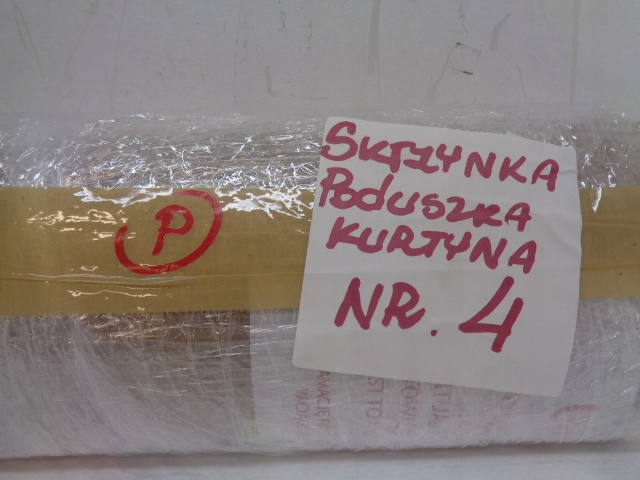 P
SKRZYNKA
PODUSZKA
KURTYNA
NR. 4